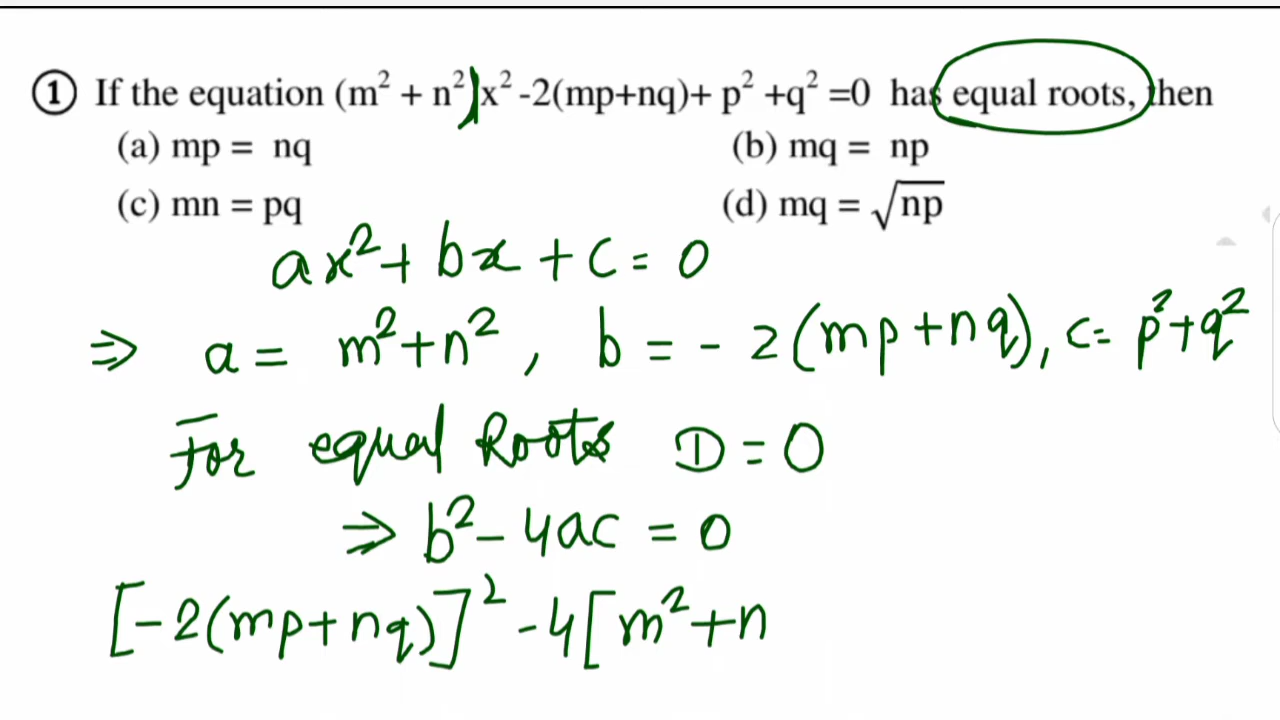 ① If the equation (m² + n²)x² -2(mp+nq)+ p² +q² =0 has equal roots, then
(a) mp = nq (b) mq = np
(c) mn = pq (d) mq = √np
ax²+ bx + c = 0
⇒ a = m²+n² , b = - 2(mp+nq), c= p²+q²
For equal Roots D = 0
⇒ b² - 4ac = 0
[-2(mp+nq)]² - 4[m²+n